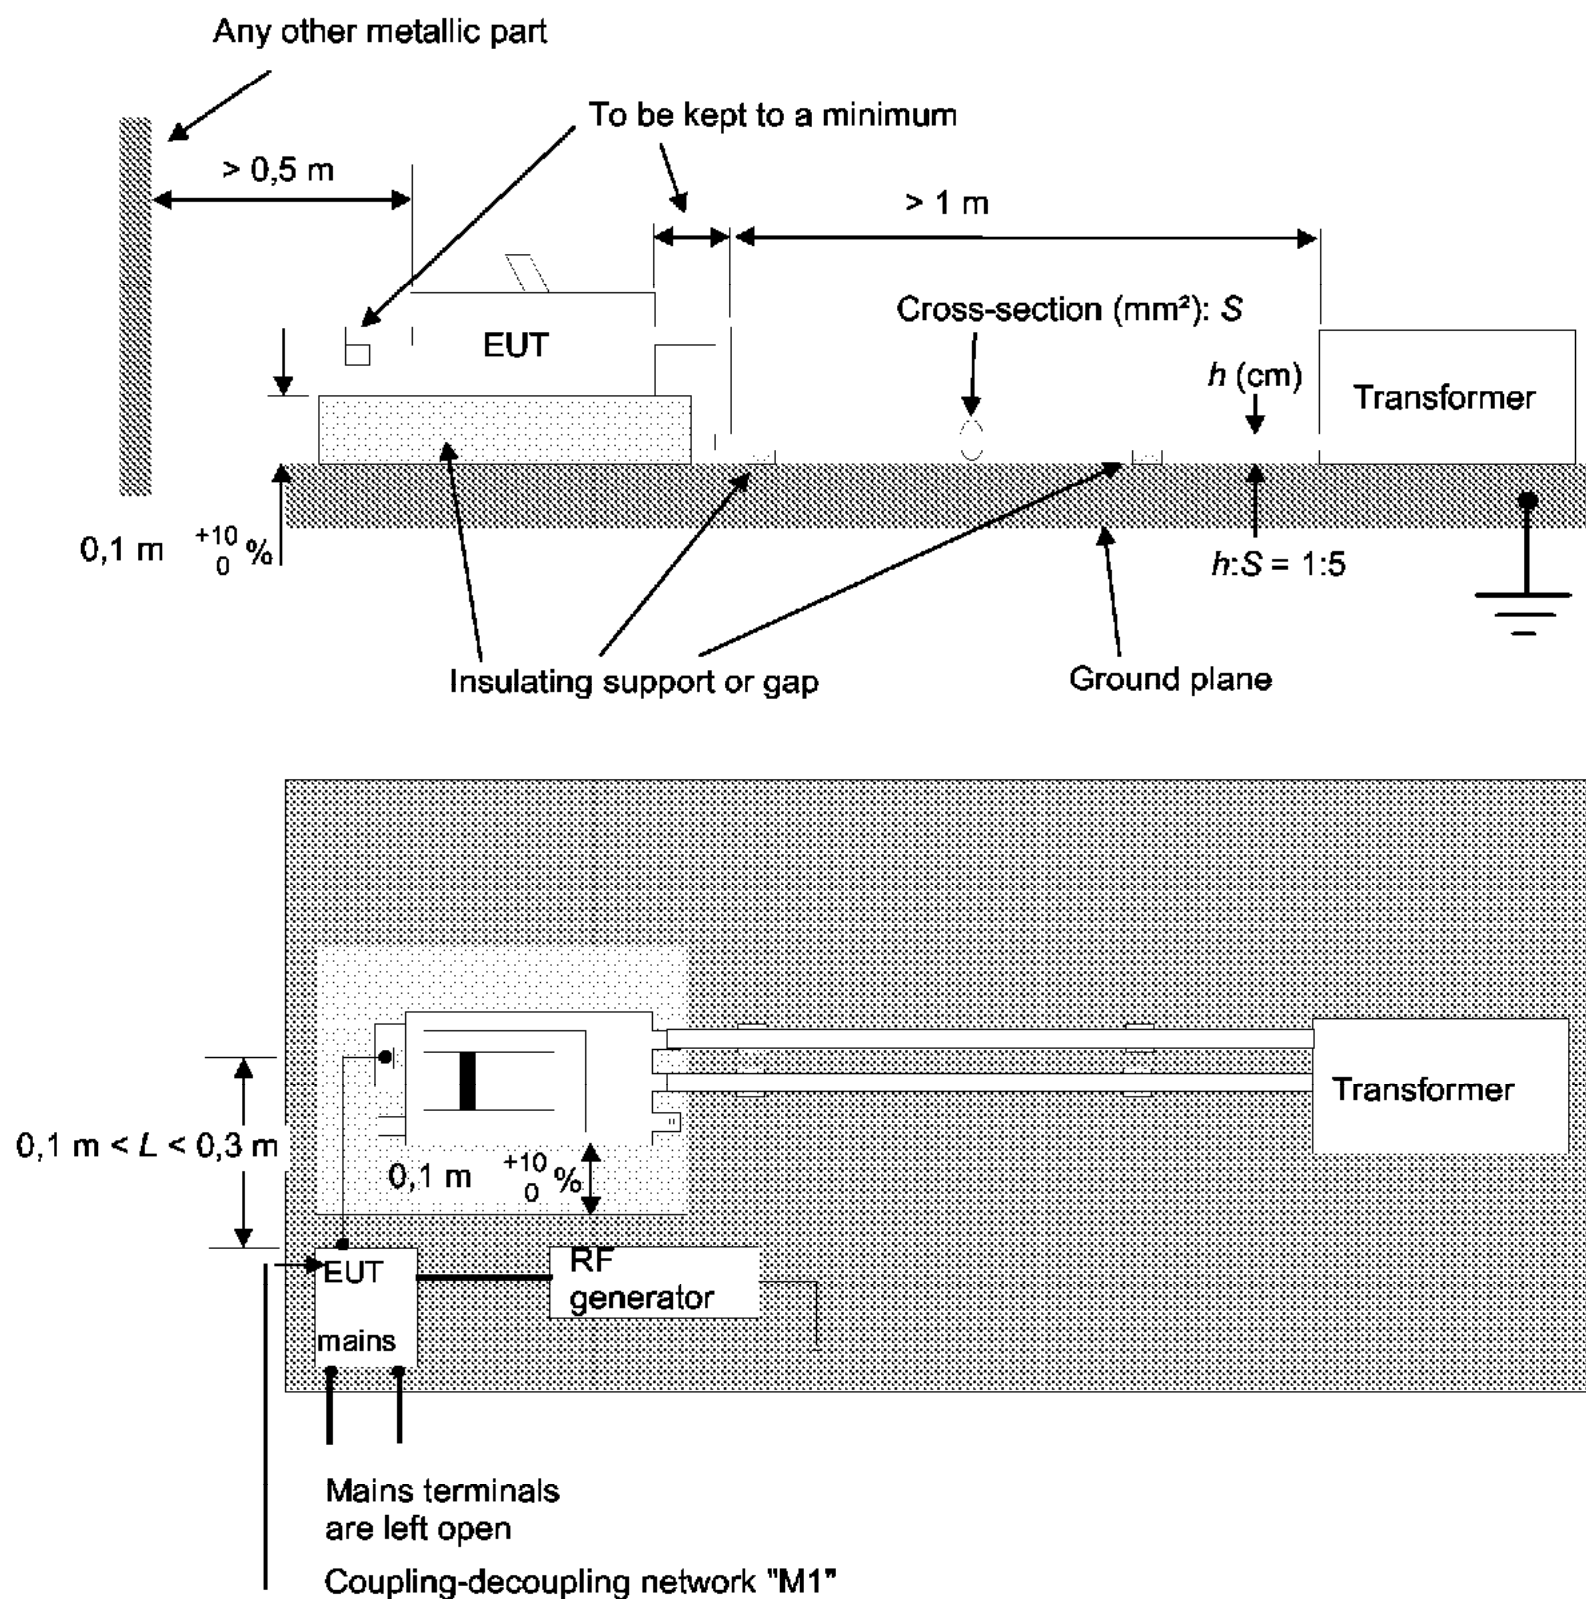 Any other metallic part
To be kept to a minimum
> 0,5 m
> 1 m
Cross-section (mm²): S
EUT
h (cm)
Transformer
0,1 m +10 0 %
h:S = 1:5
Insulating support or gap
Ground plane
Transformer
0,1 m < L < 0,3 m
0,1 m +10 0 %
EUT
RF
generator
mains
Mains terminals
are left open
Coupling-decoupling network "M1"